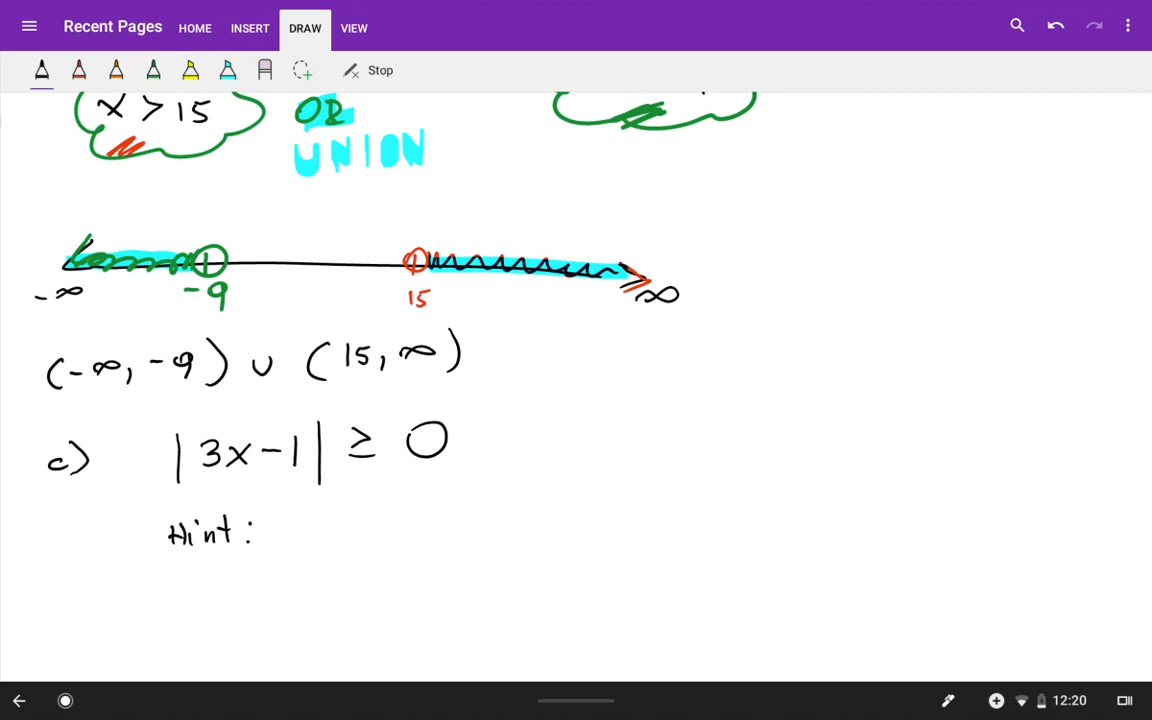 Recent Pages HOME INSERT DRAW VIEW
Stop
x > 15 OR
UNION
-∞ -9 15 ∞
(-∞, -9) ∪ (15, ∞)
c) |3x-1| ≥ 0
Hint:
12:20